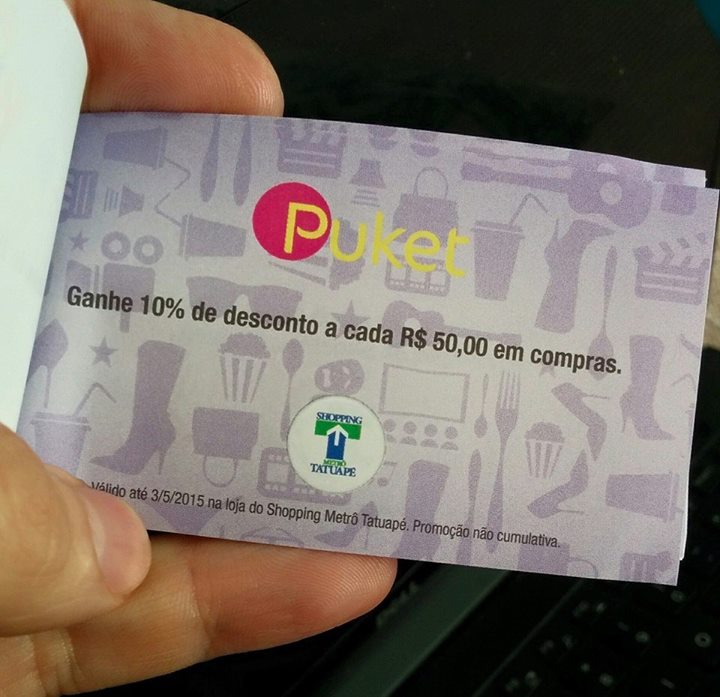 Puket
Ganhe 10% de desconto a cada R$ 50,00 em compras.
SHOPPING
METRÔ
TATUAPÉ
Válido até 3/5/2015 na loja do Shopping Metrô Tatuapé. Promoção não cumulativa.